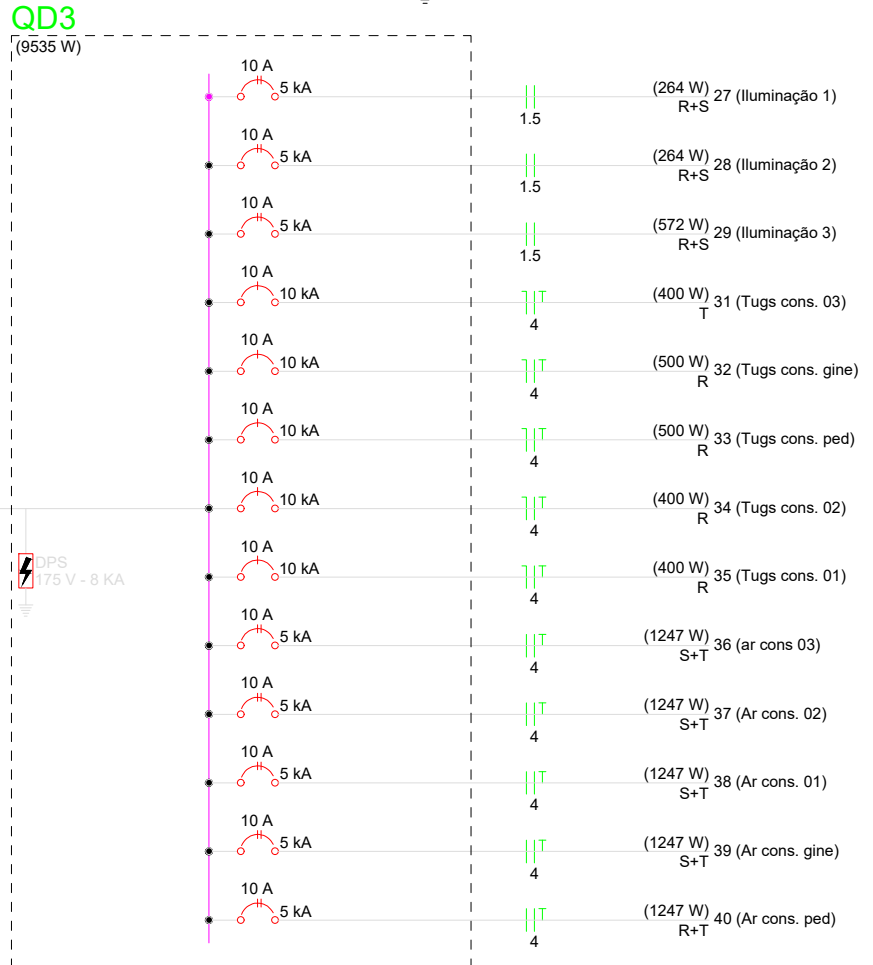 QD3
(9535 W)
10 A
5 kA
1.5
(264 W)
R+S
27 (Iluminação 1)
10 A
5 kA
1.5
(264 W)
R+S
28 (Iluminação 2)
10 A
5 kA
1.5
(572 W)
R+S
29 (Iluminação 3)
10 A
10 kA
T
4
(400 W)
T
31 (Tugs cons. 03)
10 A
10 kA
T
4
(500 W)
R
32 (Tugs cons. gine)
10 A
10 kA
T
4
(500 W)
R
33 (Tugs cons. ped)
10 A
10 kA
T
4
(400 W)
R
34 (Tugs cons. 02)
DPS
175 V - 8 KA
10 A
10 kA
T
4
(400 W)
R
35 (Tugs cons. 01)
10 A
5 kA
T
4
(1247 W)
S+T
36 (ar cons 03)
10 A
5 kA
T
4
(1247 W)
S+T
37 (Ar cons. 02)
10 A
5 kA
T
4
(1247 W)
S+T
38 (Ar cons. 01)
10 A
5 kA
T
4
(1247 W)
S+T
39 (Ar cons. gine)
10 A
5 kA
T
4
(1247 W)
R+T
40 (Ar cons. ped)